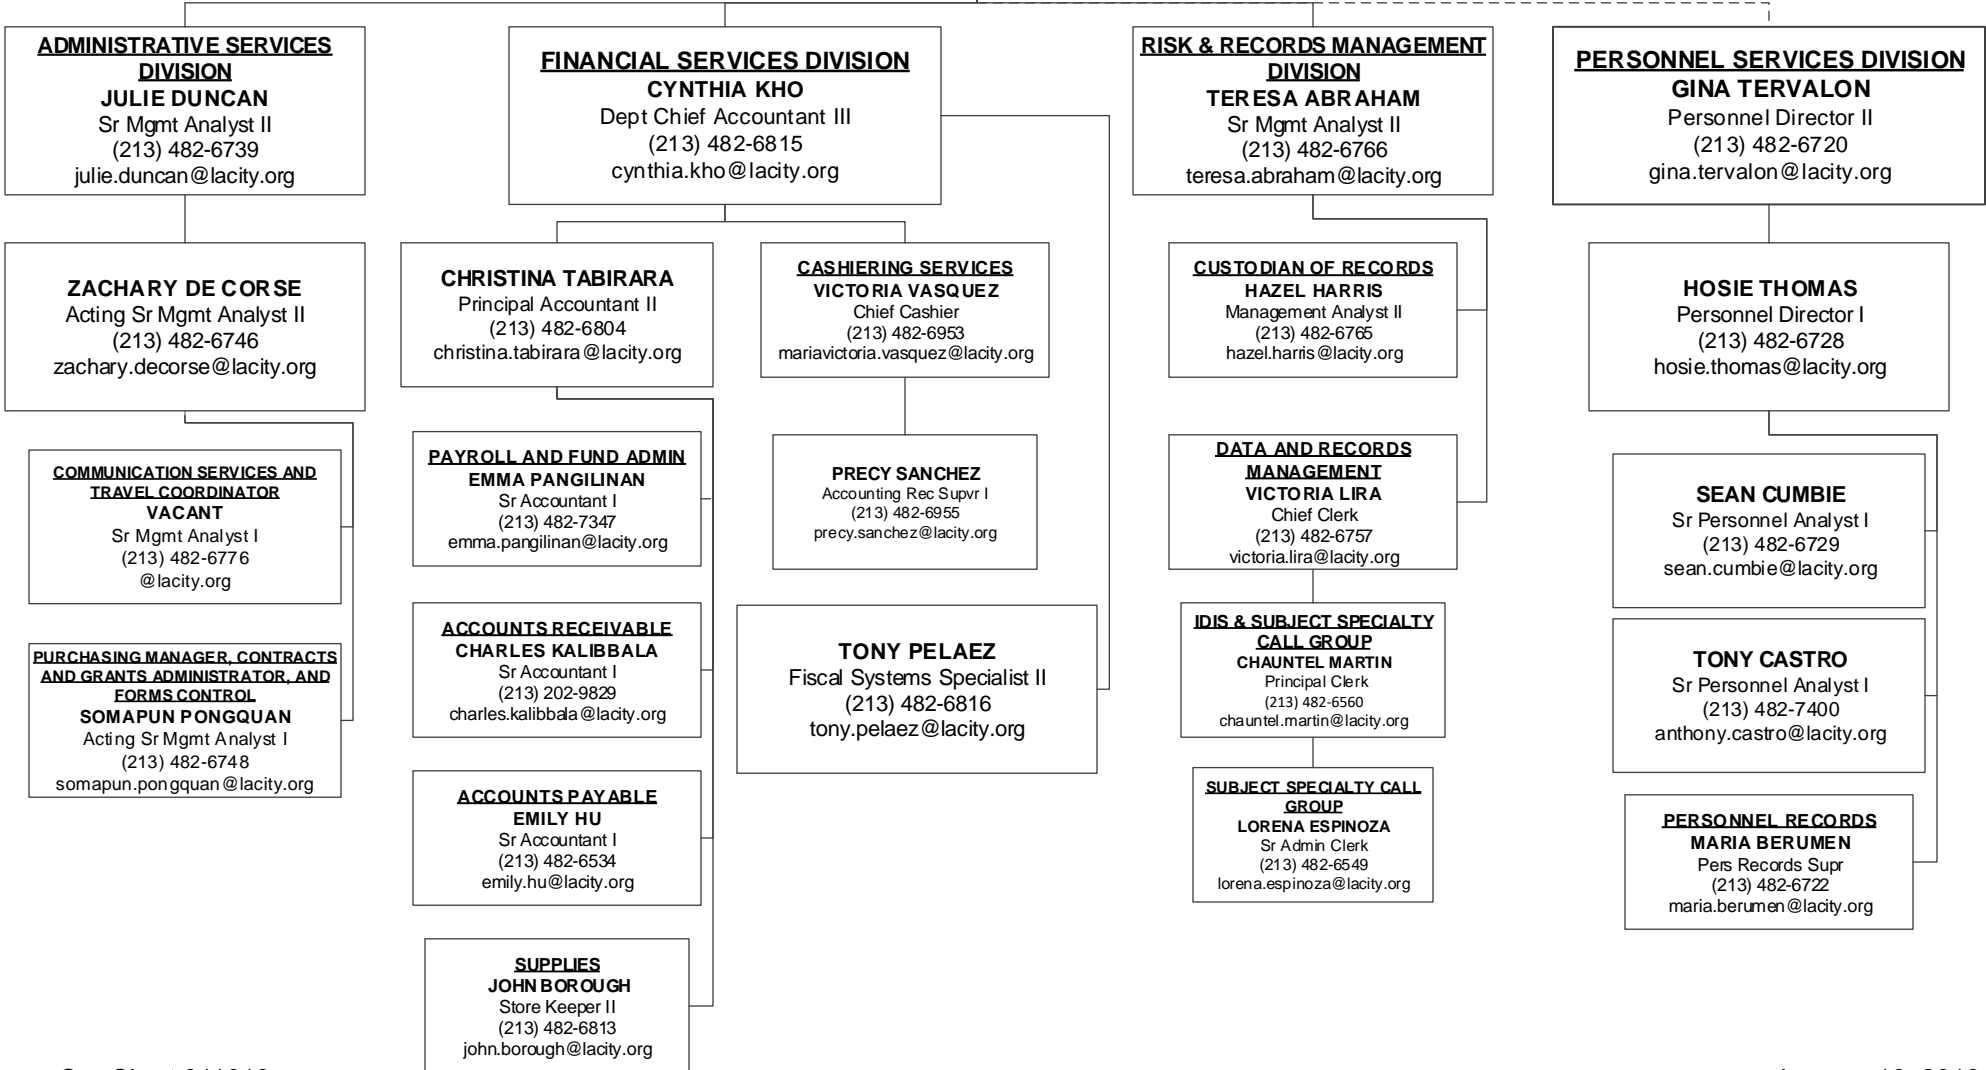 ADMINISTRATIVE SERVICES
DIVISION
JULIE DUNCAN
Sr Mgmt Analyst II
(213) 482-6739
julie.duncan@lacity.org
ZACHARY DE CORSE
Acting Sr Mgmt Analyst II
(213) 482-6746
zachary.decorse@lacity.org
COMMUNICATION SERVICES AND
TRAVEL COORDINATOR
VACANT
Sr Mgmt Analyst I
(213) 482-6776
@lacity.org
PURCHASING MANAGER, CONTRACTS
AND GRANTS ADMINISTRATOR, AND
FORMS CONTROL
SOMAPUN PONGQUAN
Acting Sr Mgmt Analyst I
(213) 482-6748
somapun.pongquan@lacity.org
FINANCIAL SERVICES DIVISION
CYNTHIA KHO
Dept Chief Accountant III
(213) 482-6815
cynthia.kho@lacity.org
CHRISTINA TABIRARA
Principal Accountant II
(213) 482-6804
christina.tabirara@lacity.org
PAYROLL AND FUND ADMIN
EMMA PANGILINAN
Sr Accountant I
(213) 482-7347
emma.pangilinan@lacity.org
ACCOUNTS RECEIVABLE
CHARLES KALIBBALA
Sr Accountant I
(213) 202-9829
charles.kalibbala@lacity.org
ACCOUNTS PAYABLE
EMILY HU
Sr Accountant I
(213) 482-6534
emily.hu@lacity.org
SUPPLIES
JOHN BOROUGH
Store Keeper II
(213) 482-6813
john.borough@lacity.org
CASHIERING SERVICES
VICTORIA VASQUEZ
Chief Cashier
(213) 482-6953
mariavictoria.vasquez@lacity.org
PRECY SANCHEZ
Accounting Rec Supvr I
(213) 482-6955
precy.sanchez@lacity.org
TONY PELAEZ
Fiscal Systems Specialist II
(213) 482-6816
tony.pelaez@lacity.org
RISK & RECORDS MANAGEMENT
DIVISION
TERESA ABRAHAM
Sr Mgmt Analyst II
(213) 482-6766
teresa.abraham@lacity.org
CUSTODIAN OF RECORDS
HAZEL HARRIS
Management Analyst II
(213) 482-6765
hazel.harris@lacity.org
DATA AND RECORDS
MANAGEMENT
VICTORIA LIRA
Chief Clerk
(213) 482-6757
victoria.lira@lacity.org
IDIS & SUBJECT SPECIALTY
CALL GROUP
CHAUNTEL MARTIN
Principal Clerk
(213) 482-6560
chauntel.martin@lacity.org
SUBJECT SPECIALTY CALL
GROUP
LORENA ESPINOZA
Sr Admin Clerk
(213) 482-6549
lorena.espinoza@lacity.org
PERSONNEL SERVICES DIVISION
GINA TERVALON
Personnel Director II
(213) 482-6720
gina.tervalon@lacity.org
HOSIE THOMAS
Personnel Director I
(213) 482-6728
hosie.thomas@lacity.org
SEAN CUMBIE
Sr Personnel Analyst I
(213) 482-6729
sean.cumbie@lacity.org
TONY CASTRO
Sr Personnel Analyst I
(213) 482-7400
anthony.castro@lacity.org
PERSONNEL RECORDS
MARIA BERUMEN
Pers Records Supr
(213) 482-6722
maria.berumen@lacity.org